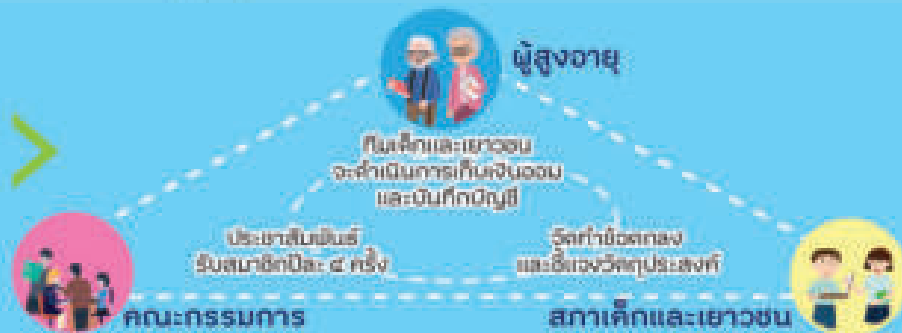 ผู้สูงอายุ
ทีมเด็กและเยาวชน
จะดำเนินการเก็บเงินออม
และบันทึกบัญชี
ประชาสัมพันธ์
รับสมาชิกปีละ ๔ ครั้ง
จัดทำข้อตกลง
และชี้แจงวัตถุประสงค์
คณะกรรมการ
สภาเด็กและเยาวชน